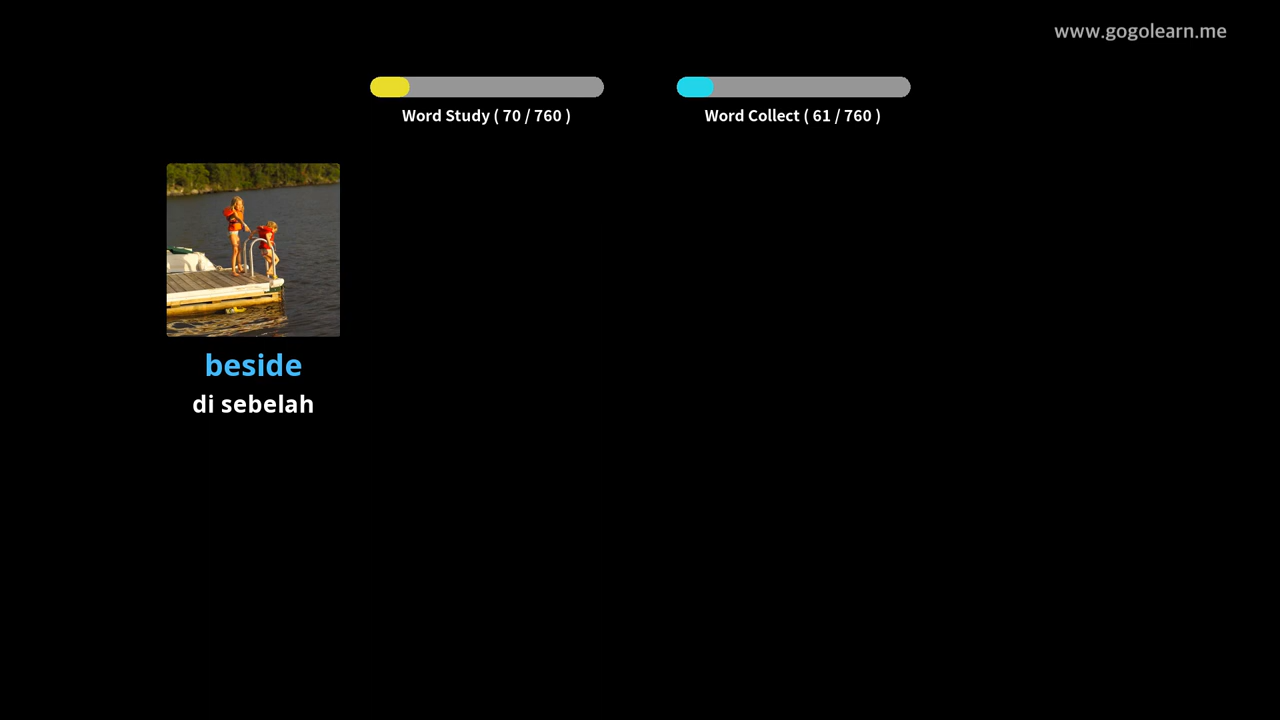 www.gogolearn.me
Word Study ( 70 / 760 )
Word Collect ( 61 / 760 )
beside
di sebelah